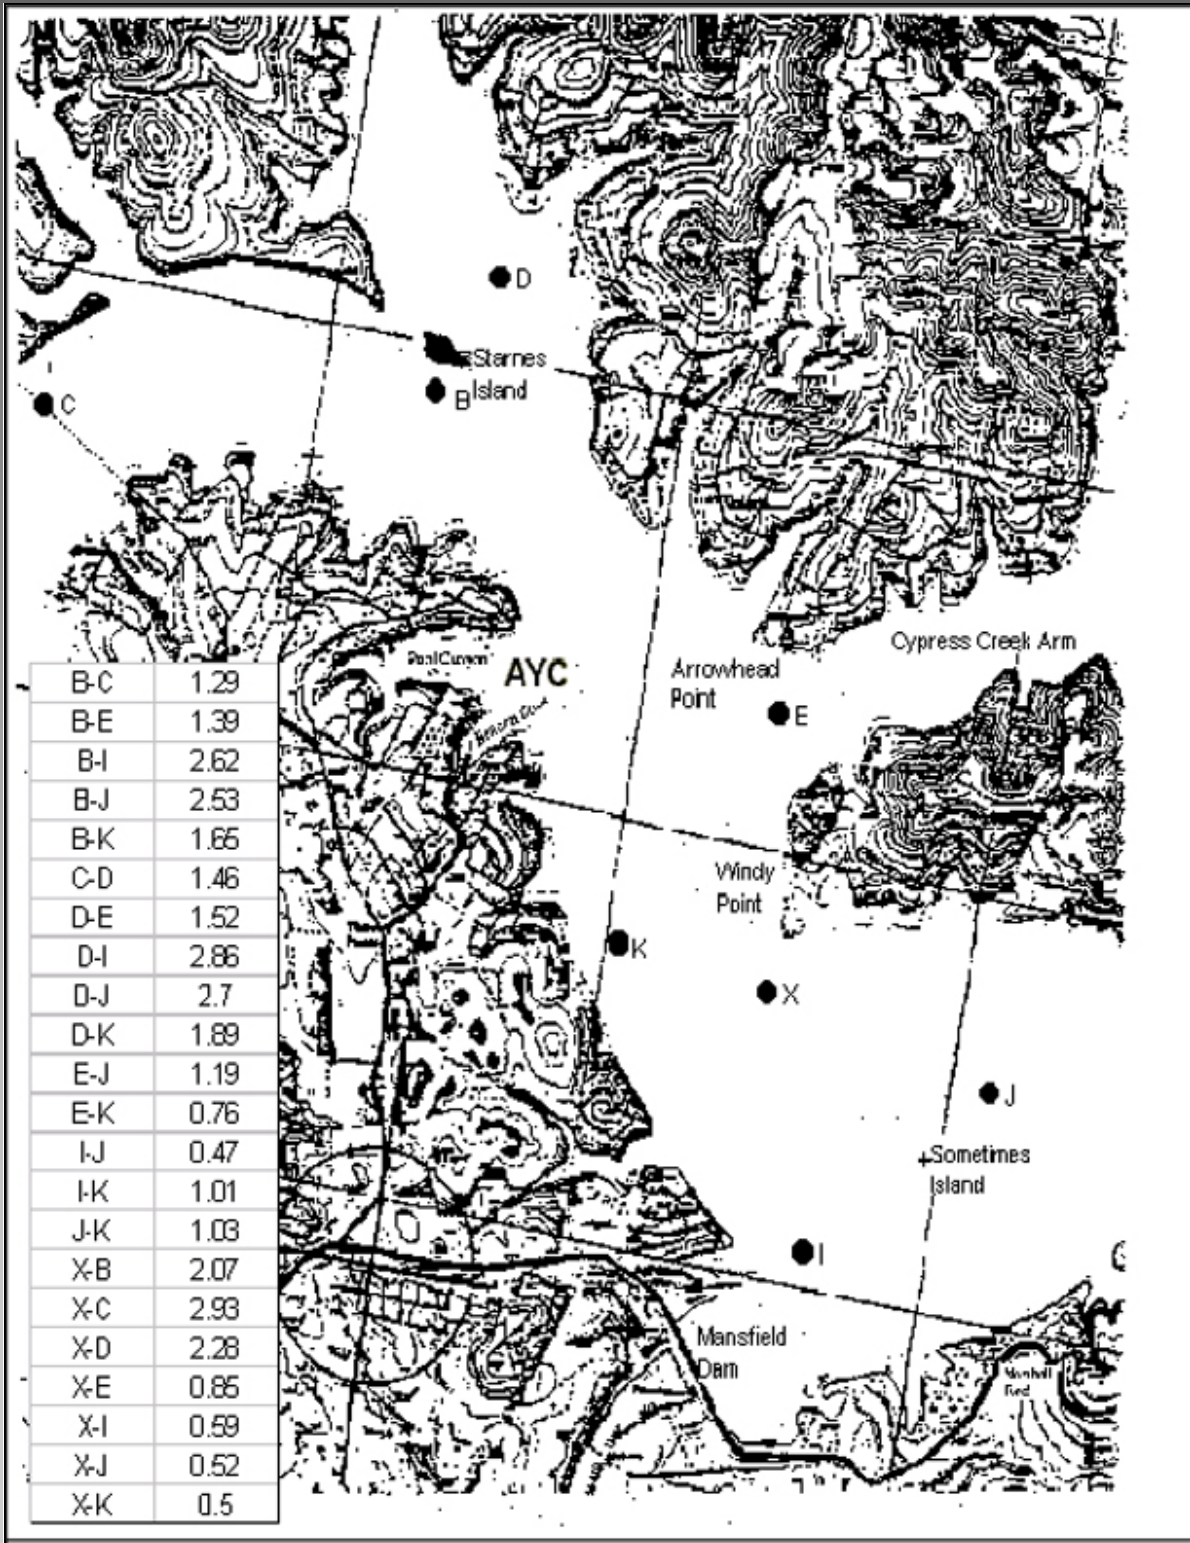 D
Starnes
Island
B
C
Cypress Creek Arm
AYC
Arrowhead
Point
E
Windy
Point
K
X
J
Sometimes
Island
I
Mansfield
Dam
B-C 1.29
B-E 1.39
B-I 2.62
B-J 2.53
B-K 1.65
C-D 1.46
D-E 1.52
D-I 2.86
D-J 2.7
D-K 1.89
E-J 1.19
E-K 0.76
I-J 0.47
I-K 1.01
J-K 1.03
X-B 2.07
X-C 2.93
X-D 2.28
X-E 0.85
X-I 0.59
X-J 0.52
X-K 0.5